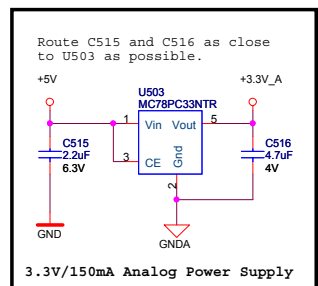 Route C515 and C516 as close
to U503 as possible.
+5V
+3.3V_A
U503
MC78PC33NTR
1
Vin
Vout
5
C515
2.2uF
6.3V
3
CE
Gnd
2
C516
4.7uF
4V
GND
GNDA
3.3V/150mA Analog Power Supply